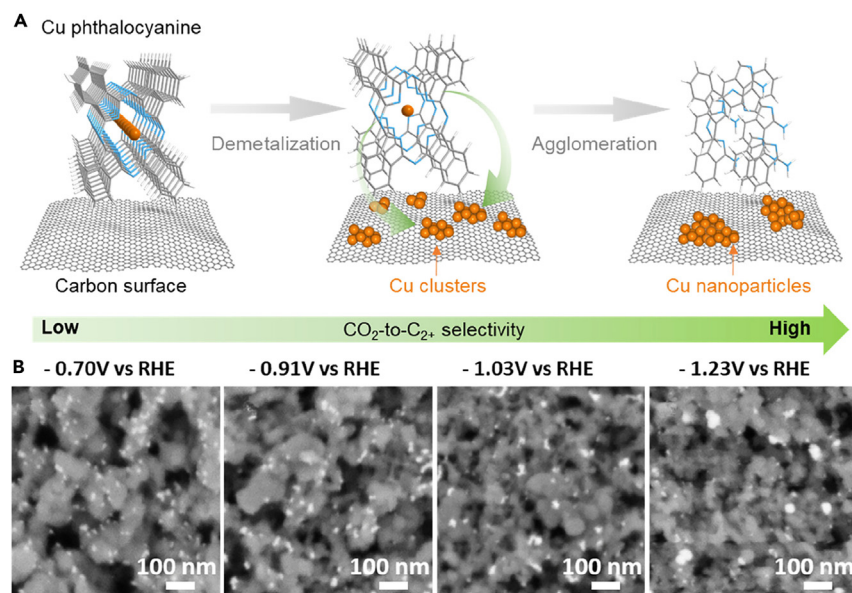 A
Cu phthalocyanine
Demetalization
Agglomeration
Carbon surface
Cu clusters
Cu nanoparticles
Low
CO₂-to-C₂₊ selectivity
High
B
- 0.70V vs RHE
- 0.91V vs RHE
- 1.03V vs RHE
- 1.23V vs RHE
100 nm
100 nm
100 nm
100 nm